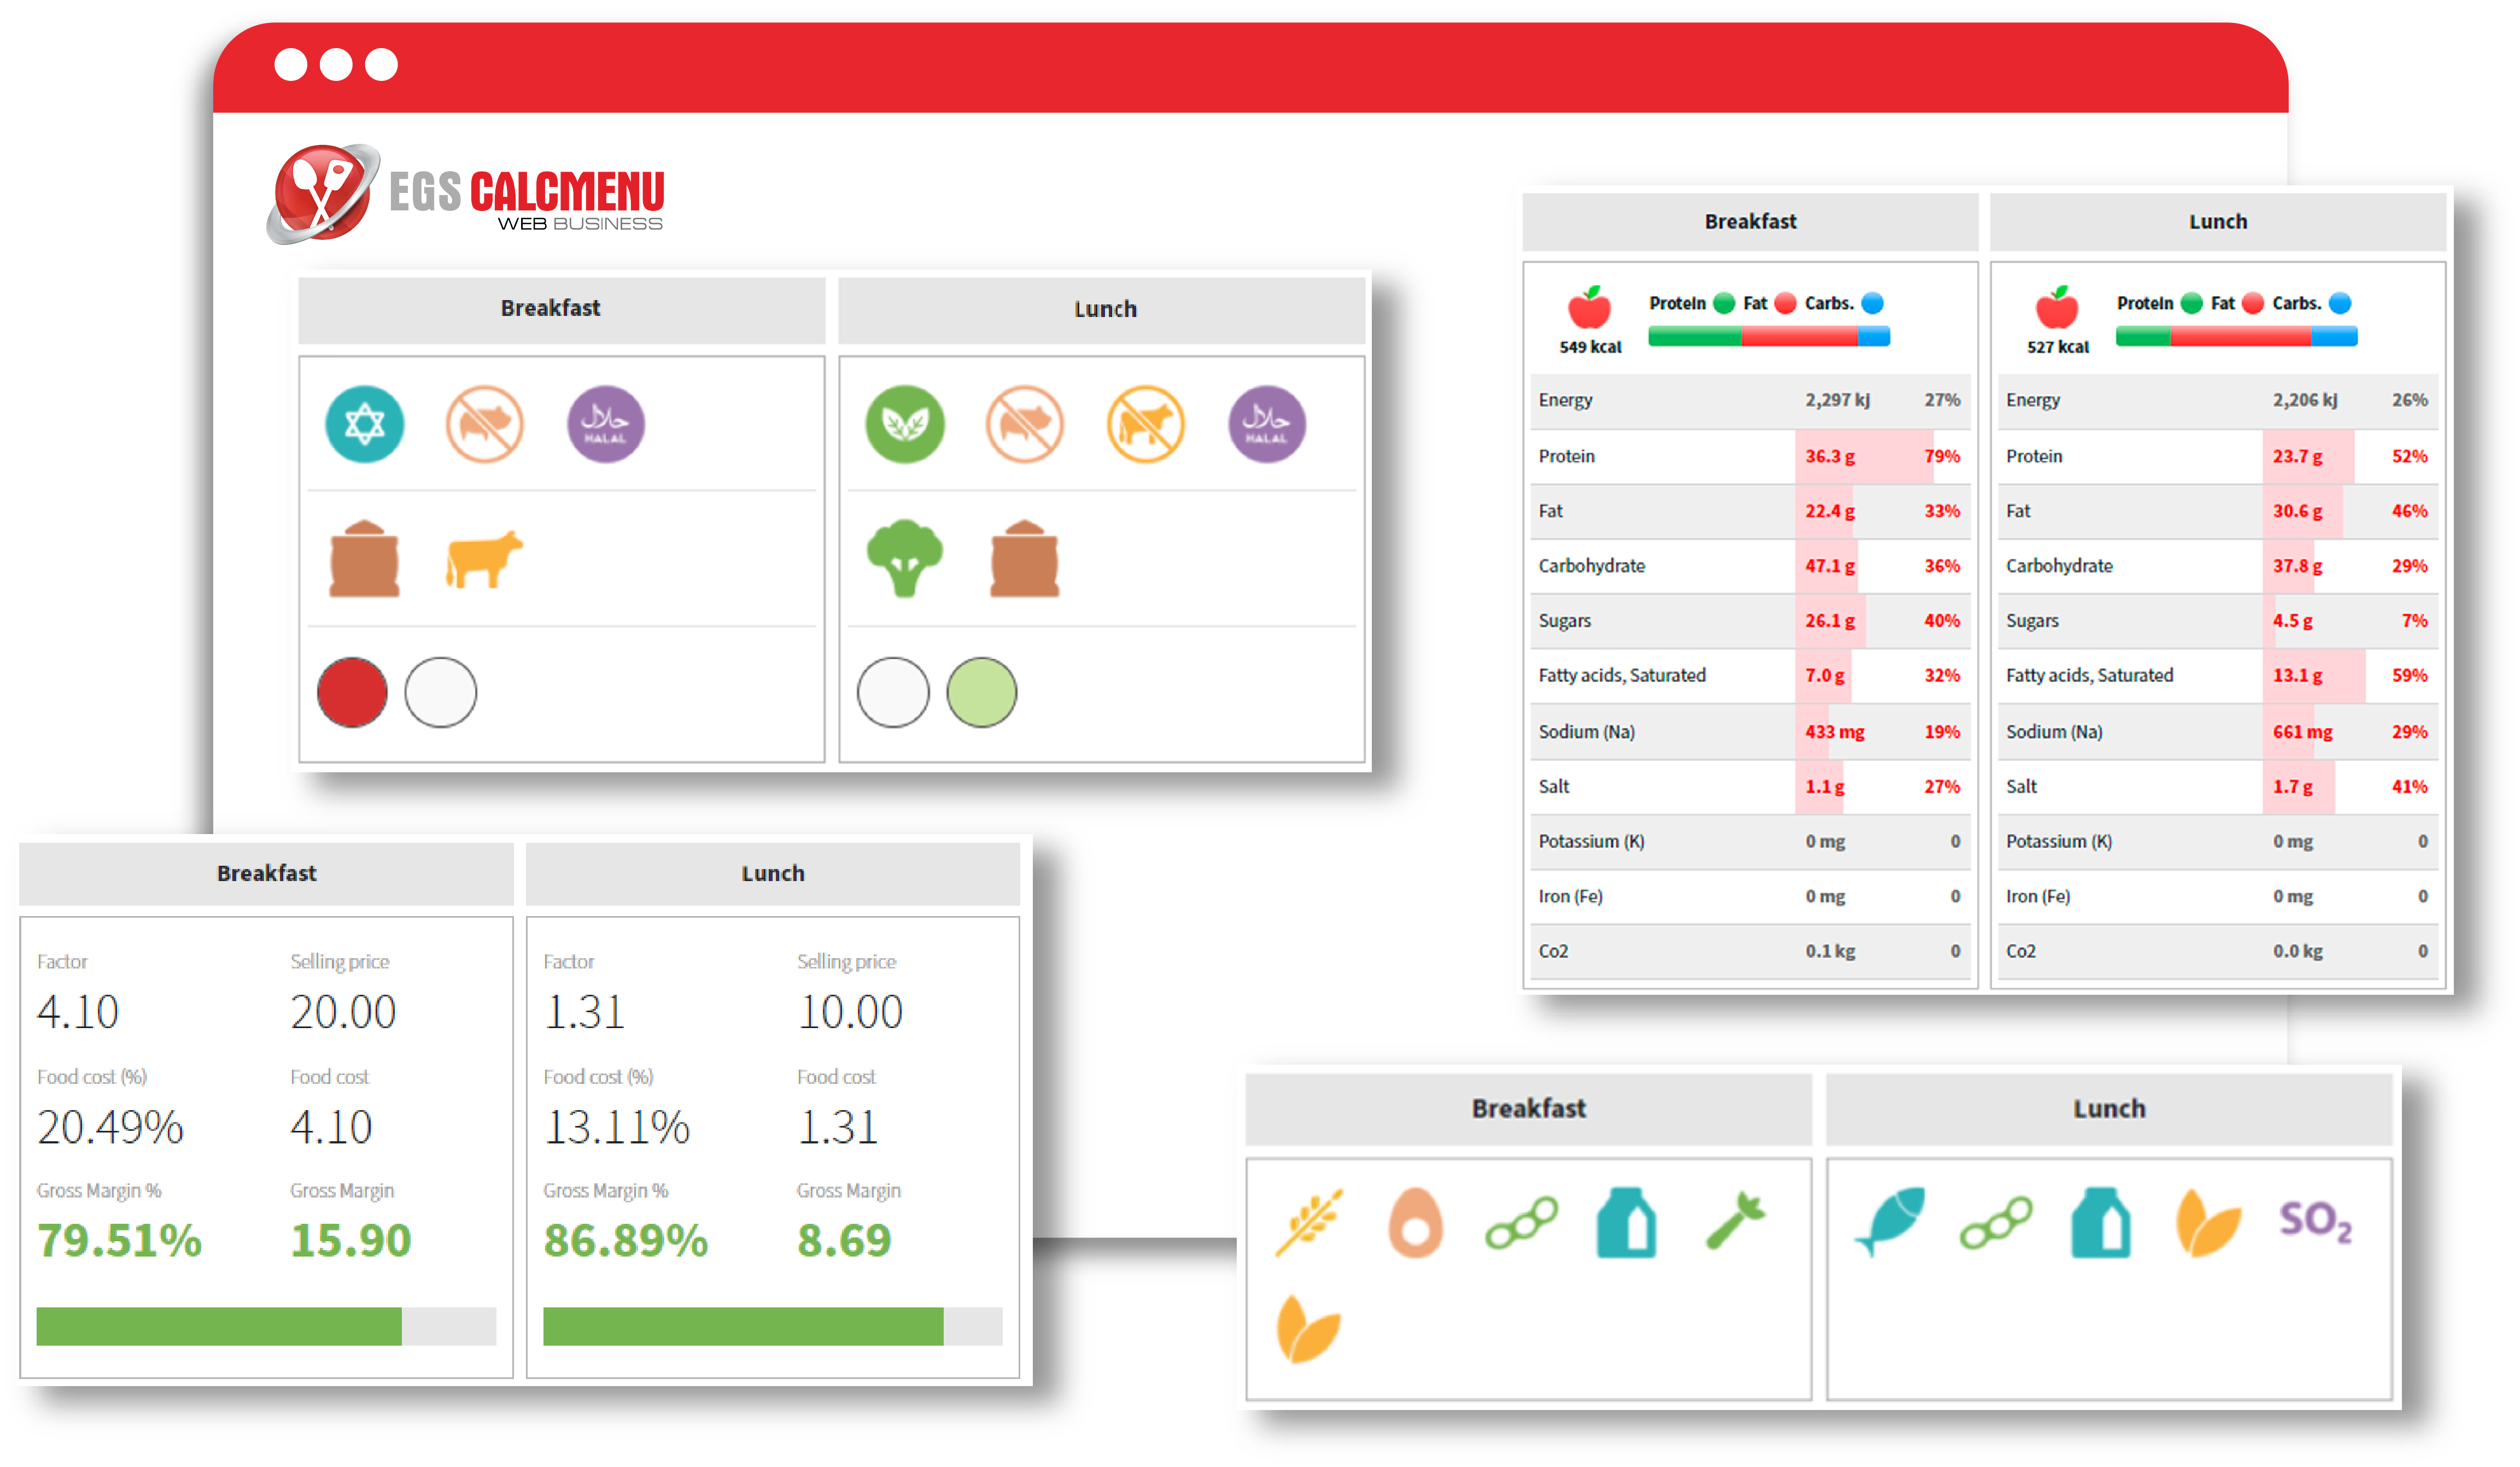 EGS CALCMENU
WEB BUSINESS
Breakfast Lunch
حلال
HALAL
حلال
HALAL
Breakfast Lunch
Protein Fat Carbs.
549 kcal
Protein Fat Carbs.
527 kcal
Energy 2,297 kj 27% Energy 2,206 kj 26%
Protein 36.3 g 79% Protein 23.7 g 52%
Fat 22.4 g 33% Fat 30.6 g 46%
Carbohydrate 47.1 g 36% Carbohydrate 37.8 g 29%
Sugars 26.1 g 40% Sugars 4.5 g 7%
Fatty acids, Saturated 7.0 g 32% Fatty acids, Saturated 13.1 g 59%
Sodium (Na) 433 mg 19% Sodium (Na) 661 mg 29%
Salt 1.1 g 27% Salt 1.7 g 41%
Potassium (K) 0 mg 0 Potassium (K) 0 mg 0
Iron (Fe) 0 mg 0 Iron (Fe) 0 mg 0
Co2 0.1 kg 0 Co2 0.0 kg 0
Breakfast Lunch
Factor Selling price Factor Selling price
4.10 20.00 1.31 10.00
Food cost (%) Food cost Food cost (%) Food cost
20.49% 4.10 13.11% 1.31
Gross Margin % Gross Margin Gross Margin % Gross Margin
79.51% 15.90 86.89% 8.69
Breakfast Lunch
SO₂